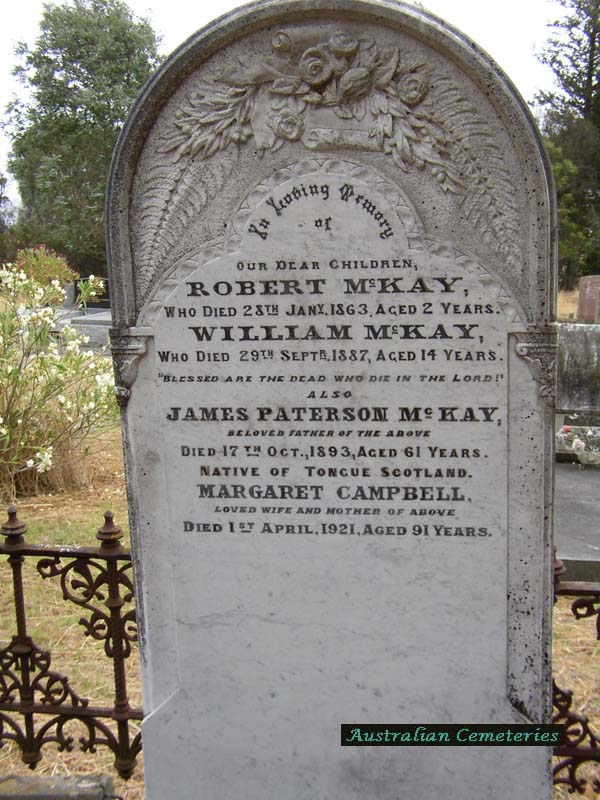 In Loving Memory
of
OUR DEAR CHILDREN,
ROBERT McKAY,
WHO DIED 28TH JANY. 1863, AGED 2 YEARS.
WILLIAM McKAY,
WHO DIED 29TH SEPTR. 1887, AGED 14 YEARS.
"BLESSED ARE THE DEAD WHO DIE IN THE LORD!"
ALSO
JAMES PATERSON McKAY,
BELOVED FATHER OF THE ABOVE
DIED 17TH OCT., 1893, AGED 61 YEARS.
NATIVE OF TONGUE SCOTLAND.
MARGARET CAMPBELL,
LOVED WIFE AND MOTHER OF ABOVE
DIED 1ST APRIL, 1921, AGED 91 YEARS.
Australian Cemeteries